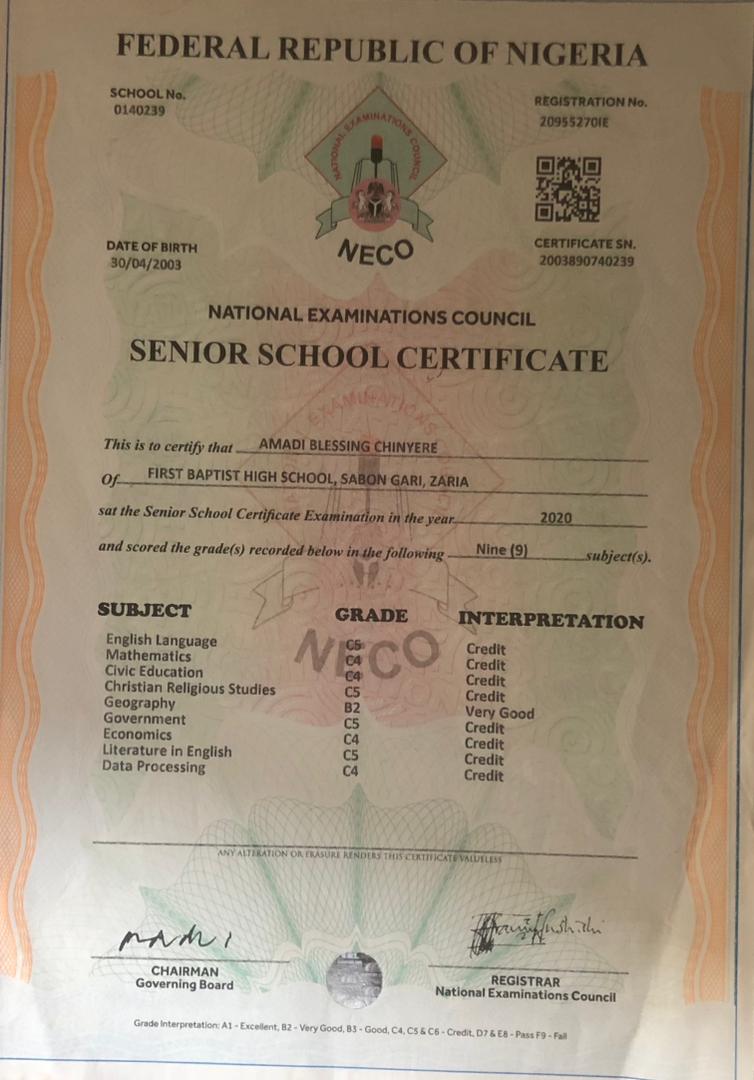 FEDERAL REPUBLIC OF NIGERIA
SCHOOL No.
0140239
REGISTRATION No.
20955270IE
NATIONAL EXAMINATIONS COUNCIL
NECO
DATE OF BIRTH
30/04/2003
CERTIFICATE SN.
2003890740239
NATIONAL EXAMINATIONS COUNCIL
SENIOR SCHOOL CERTIFICATE
This is to certify that AMADI BLESSING CHINYERE
Of FIRST BAPTIST HIGH SCHOOL, SABON GARI, ZARIA
sat the Senior School Certificate Examination in the year 2020
and scored the grade(s) recorded below in the following Nine (9) subject(s).
SUBJECT GRADE INTERPRETATION
English Language C5 Credit
Mathematics C4 Credit
Civic Education C4 Credit
Christian Religious Studies C5 Credit
Geography B2 Very Good
Government C5 Credit
Economics C4 Credit
Literature in English C5 Credit
Data Processing C4 Credit
NECO
ANY ALTERATION OR ERASURE RENDERS THIS CERTIFICATE VALUELESS
CHAIRMAN
Governing Board
REGISTRAR
National Examinations Council
Grade Interpretation: A1 - Excellent, B2 - Very Good, B3 - Good, C4, C5 & C6 - Credit, D7 & E8 - Pass F9 - Fail